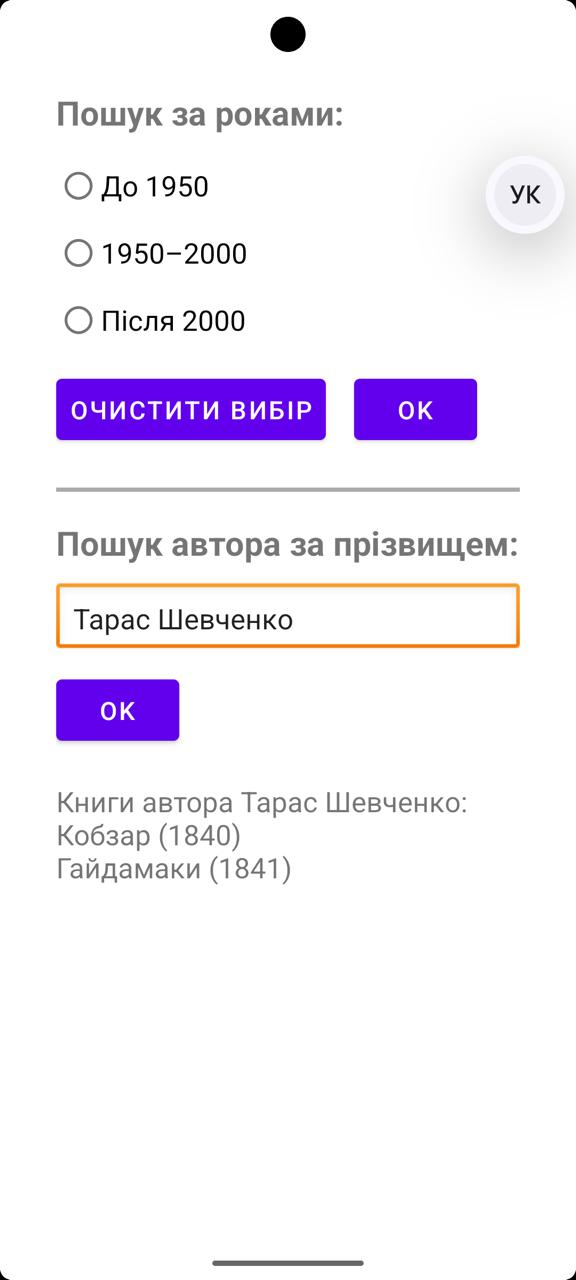 Пошук за роками:
До 1950
УК
1950–2000
Після 2000
ОЧИСТИТИ ВИБІР
ОК
Пошук автора за прізвищем:
Тарас Шевченко
ОК
Книги автора Тарас Шевченко:
Кобзар (1840)
Гайдамаки (1841)